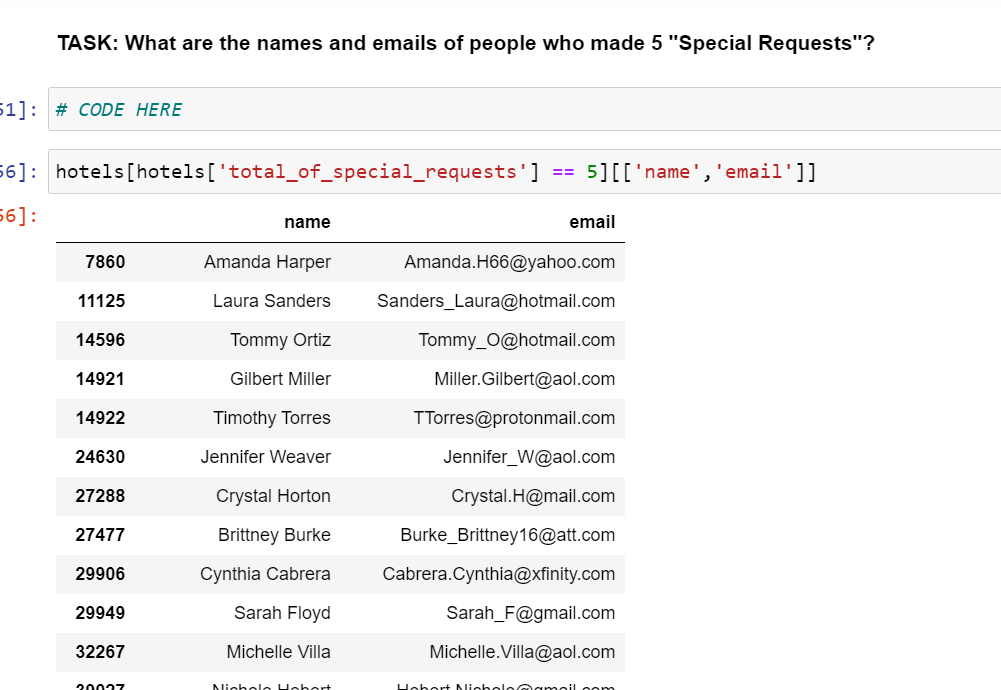 TASK: What are the names and emails of people who made 5 "Special Requests"?
51]: # CODE HERE
56]: hotels[hotels['total_of_special_requests'] == 5][['name','email']]
56]:
name email
7860 Amanda Harper Amanda.H66@yahoo.com
11125 Laura Sanders Sanders_Laura@hotmail.com
14596 Tommy Ortiz Tommy_O@hotmail.com
14921 Gilbert Miller Miller.Gilbert@aol.com
14922 Timothy Torres TTorres@protonmail.com
24630 Jennifer Weaver Jennifer_W@aol.com
27288 Crystal Horton Crystal.H@mail.com
27477 Brittney Burke Burke_Brittney16@att.com
29906 Cynthia Cabrera Cabrera.Cynthia@xfinity.com
29949 Sarah Floyd Sarah_F@gmail.com
32267 Michelle Villa Michelle.Villa@aol.com